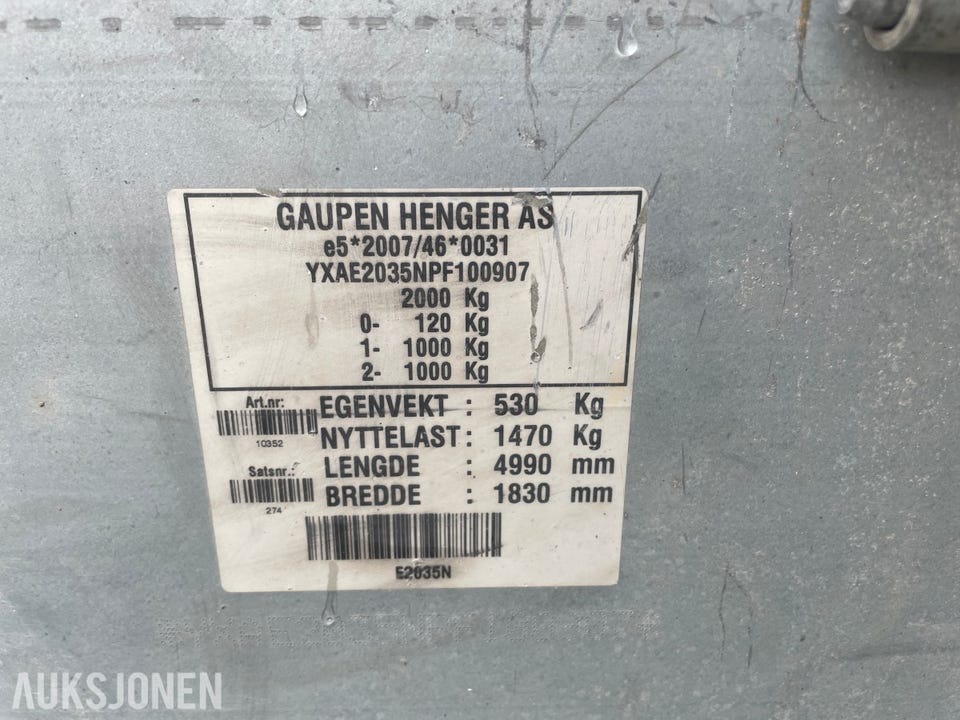 GAUPEN HENGER AS
e5*2007/46*0031
YXAE2035NPF100907
2000 Kg
0- 120 Kg
1- 1000 Kg
2- 1000 Kg
Art.nr:
10352
Satsnr.:
274
EGENVEKT : 530 Kg
NYTTELAST : 1470 Kg
LENGDE : 4990 mm
BREDDE : 1830 mm
E2035N
AUKSJONEN